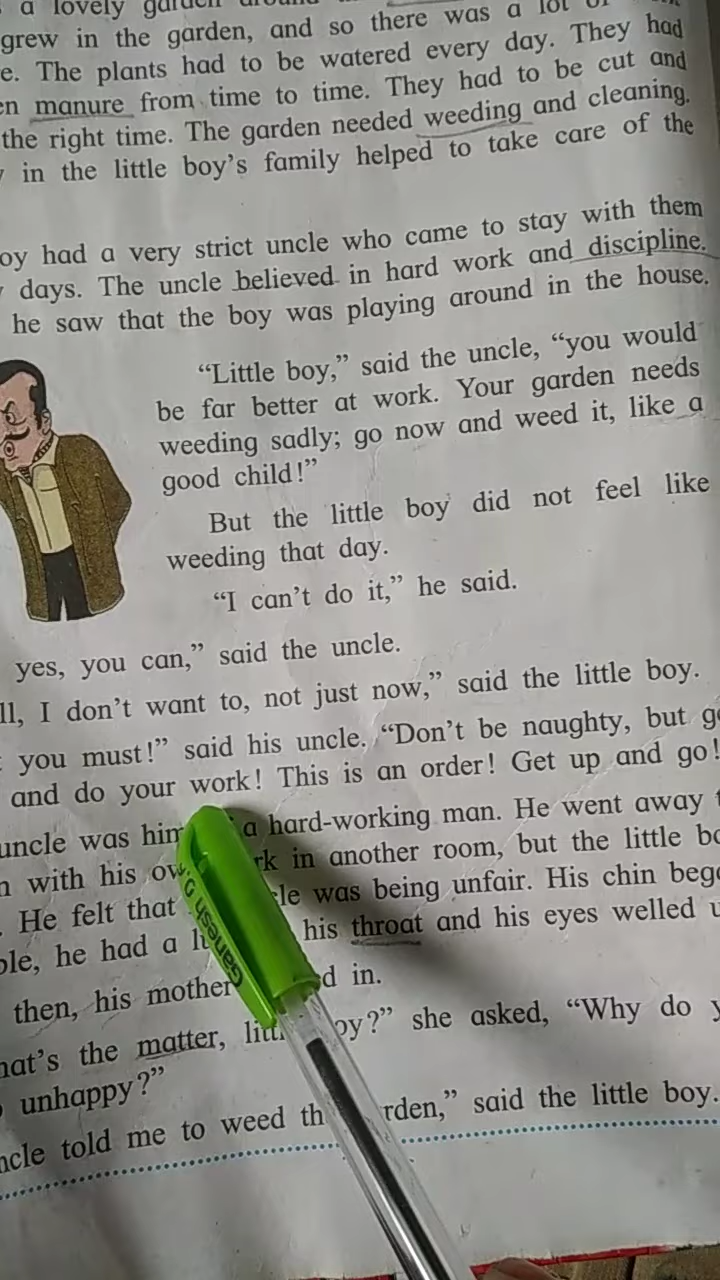 a lovely garden around
grew in the garden, and so there was a lot of
e. The plants had to be watered every day. They had
en manure from time to time. They had to be cut and
the right time. The garden needed weeding and cleaning.
y in the little boy's family helped to take care of the
oy had a very strict uncle who came to stay with them
days. The uncle believed in hard work and discipline.
he saw that the boy was playing around in the house.
"Little boy," said the uncle, "you would
be far better at work. Your garden needs
weeding sadly; go now and weed it, like a
good child!"
But the little boy did not feel like
weeding that day.
"I can't do it," he said.
yes, you can," said the uncle.
ll, I don't want to, not just now," said the little boy.
you must!" said his uncle. "Don't be naughty, but g
and do your work! This is an order! Get up and go!
uncle was him a hard-working man. He went away
n with his ow rk in another room, but the little bo
. He felt that cle was being unfair. His chin beg
ble, he had a l his throat and his eyes welled u
then, his mother d in.
hat's the matter, litt oy?" she asked, "Why do y
unhappy?"
ncle told me to weed th rden," said the little boy.
Ganesh G